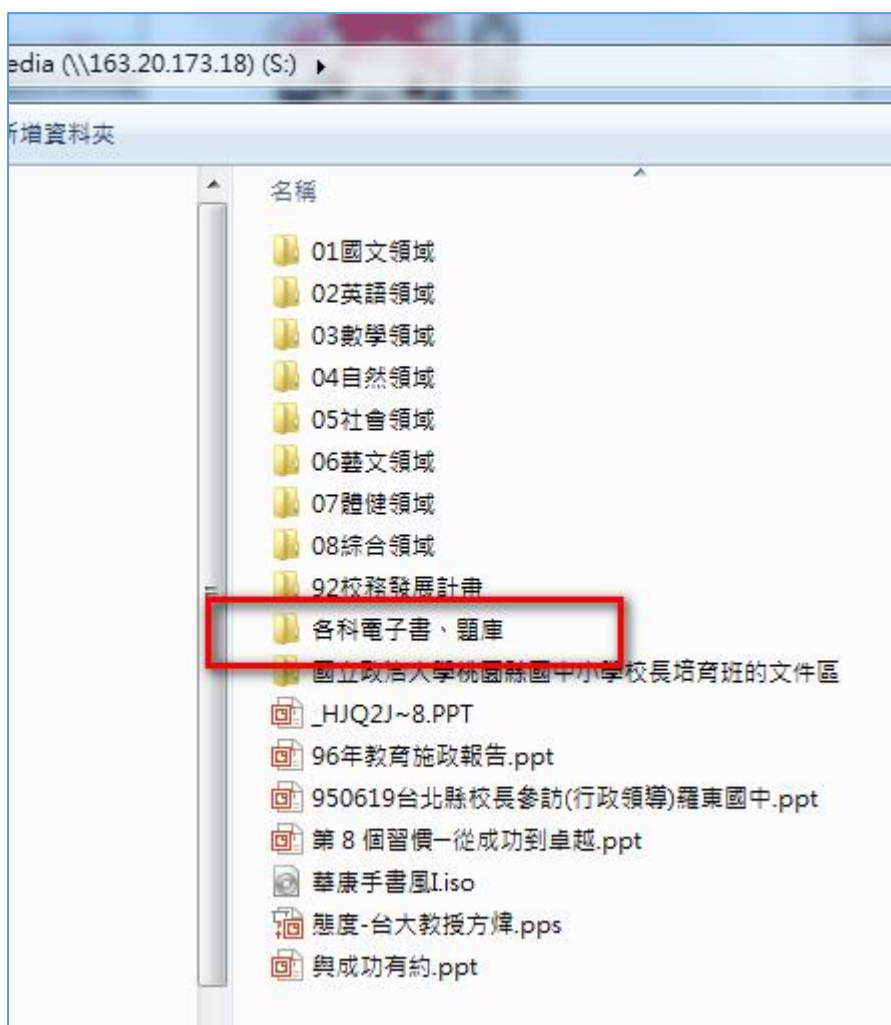 edia (\\163.20.173.18) (S:)
新增資料夾
名稱
01國文領域
02英語領域
03數學領域
04自然領域
05社會領域
06藝文領域
07體健領域
08綜合領域
92校務發展計畫
各科電子書、題庫
國立政治大學桃園縣國中小學校長培育班的文件區
_HJQ2J~8.PPT
96年教育施政報告.ppt
950619台北縣校長參訪(行政領導)羅東國中.ppt
第 8 個習慣─從成功到卓越.ppt
華康手書風I.iso
態度-台大教授方煒.pps
與成功有約.ppt